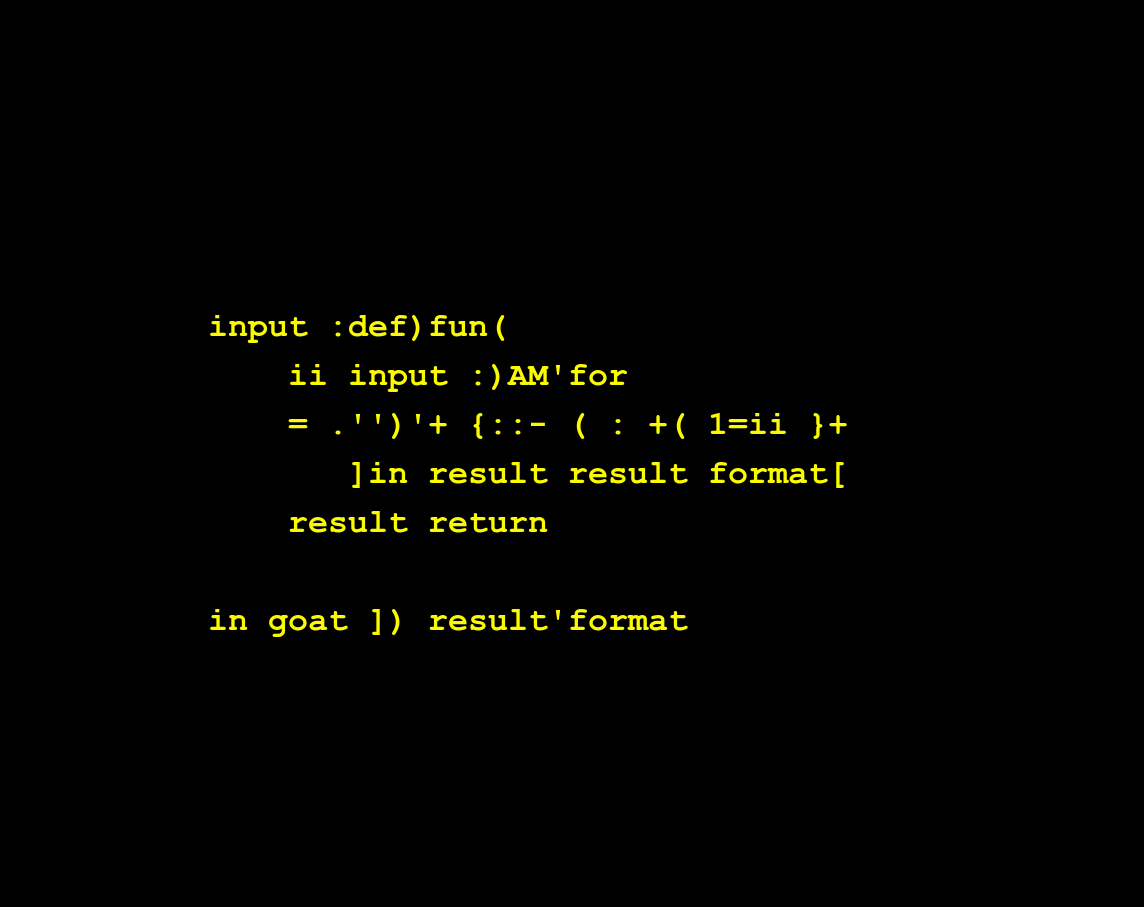 input :def)fun(
    ii input :)AM'for
    = .'')'+ {::- ( : +( 1=ii }+
       ]in result result format[
    result return

in goat ]) result'format